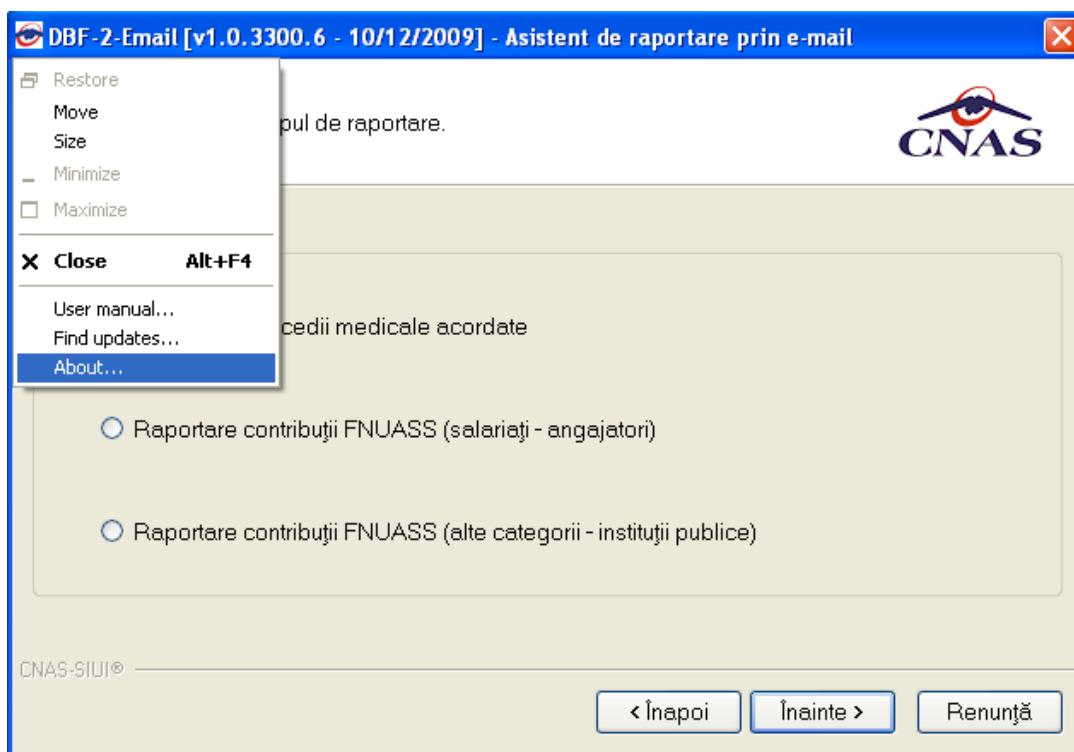 DBF-2-Email [v1.0.3300.6 - 10/12/2009] - Asistent de raportare prin e-mail
Restore
Move
Size
Minimize
Maximize
Close Alt+F4
User manual...
Find updates...
About...
pul de raportare.
CNAS
cedii medicale acordate
Raportare contribuţii FNUASS (salariaţi - angajatori)
Raportare contribuţii FNUASS (alte categorii - instituţii publice)
CNAS-SIUI®
< Înapoi
Înainte >
Renunţă